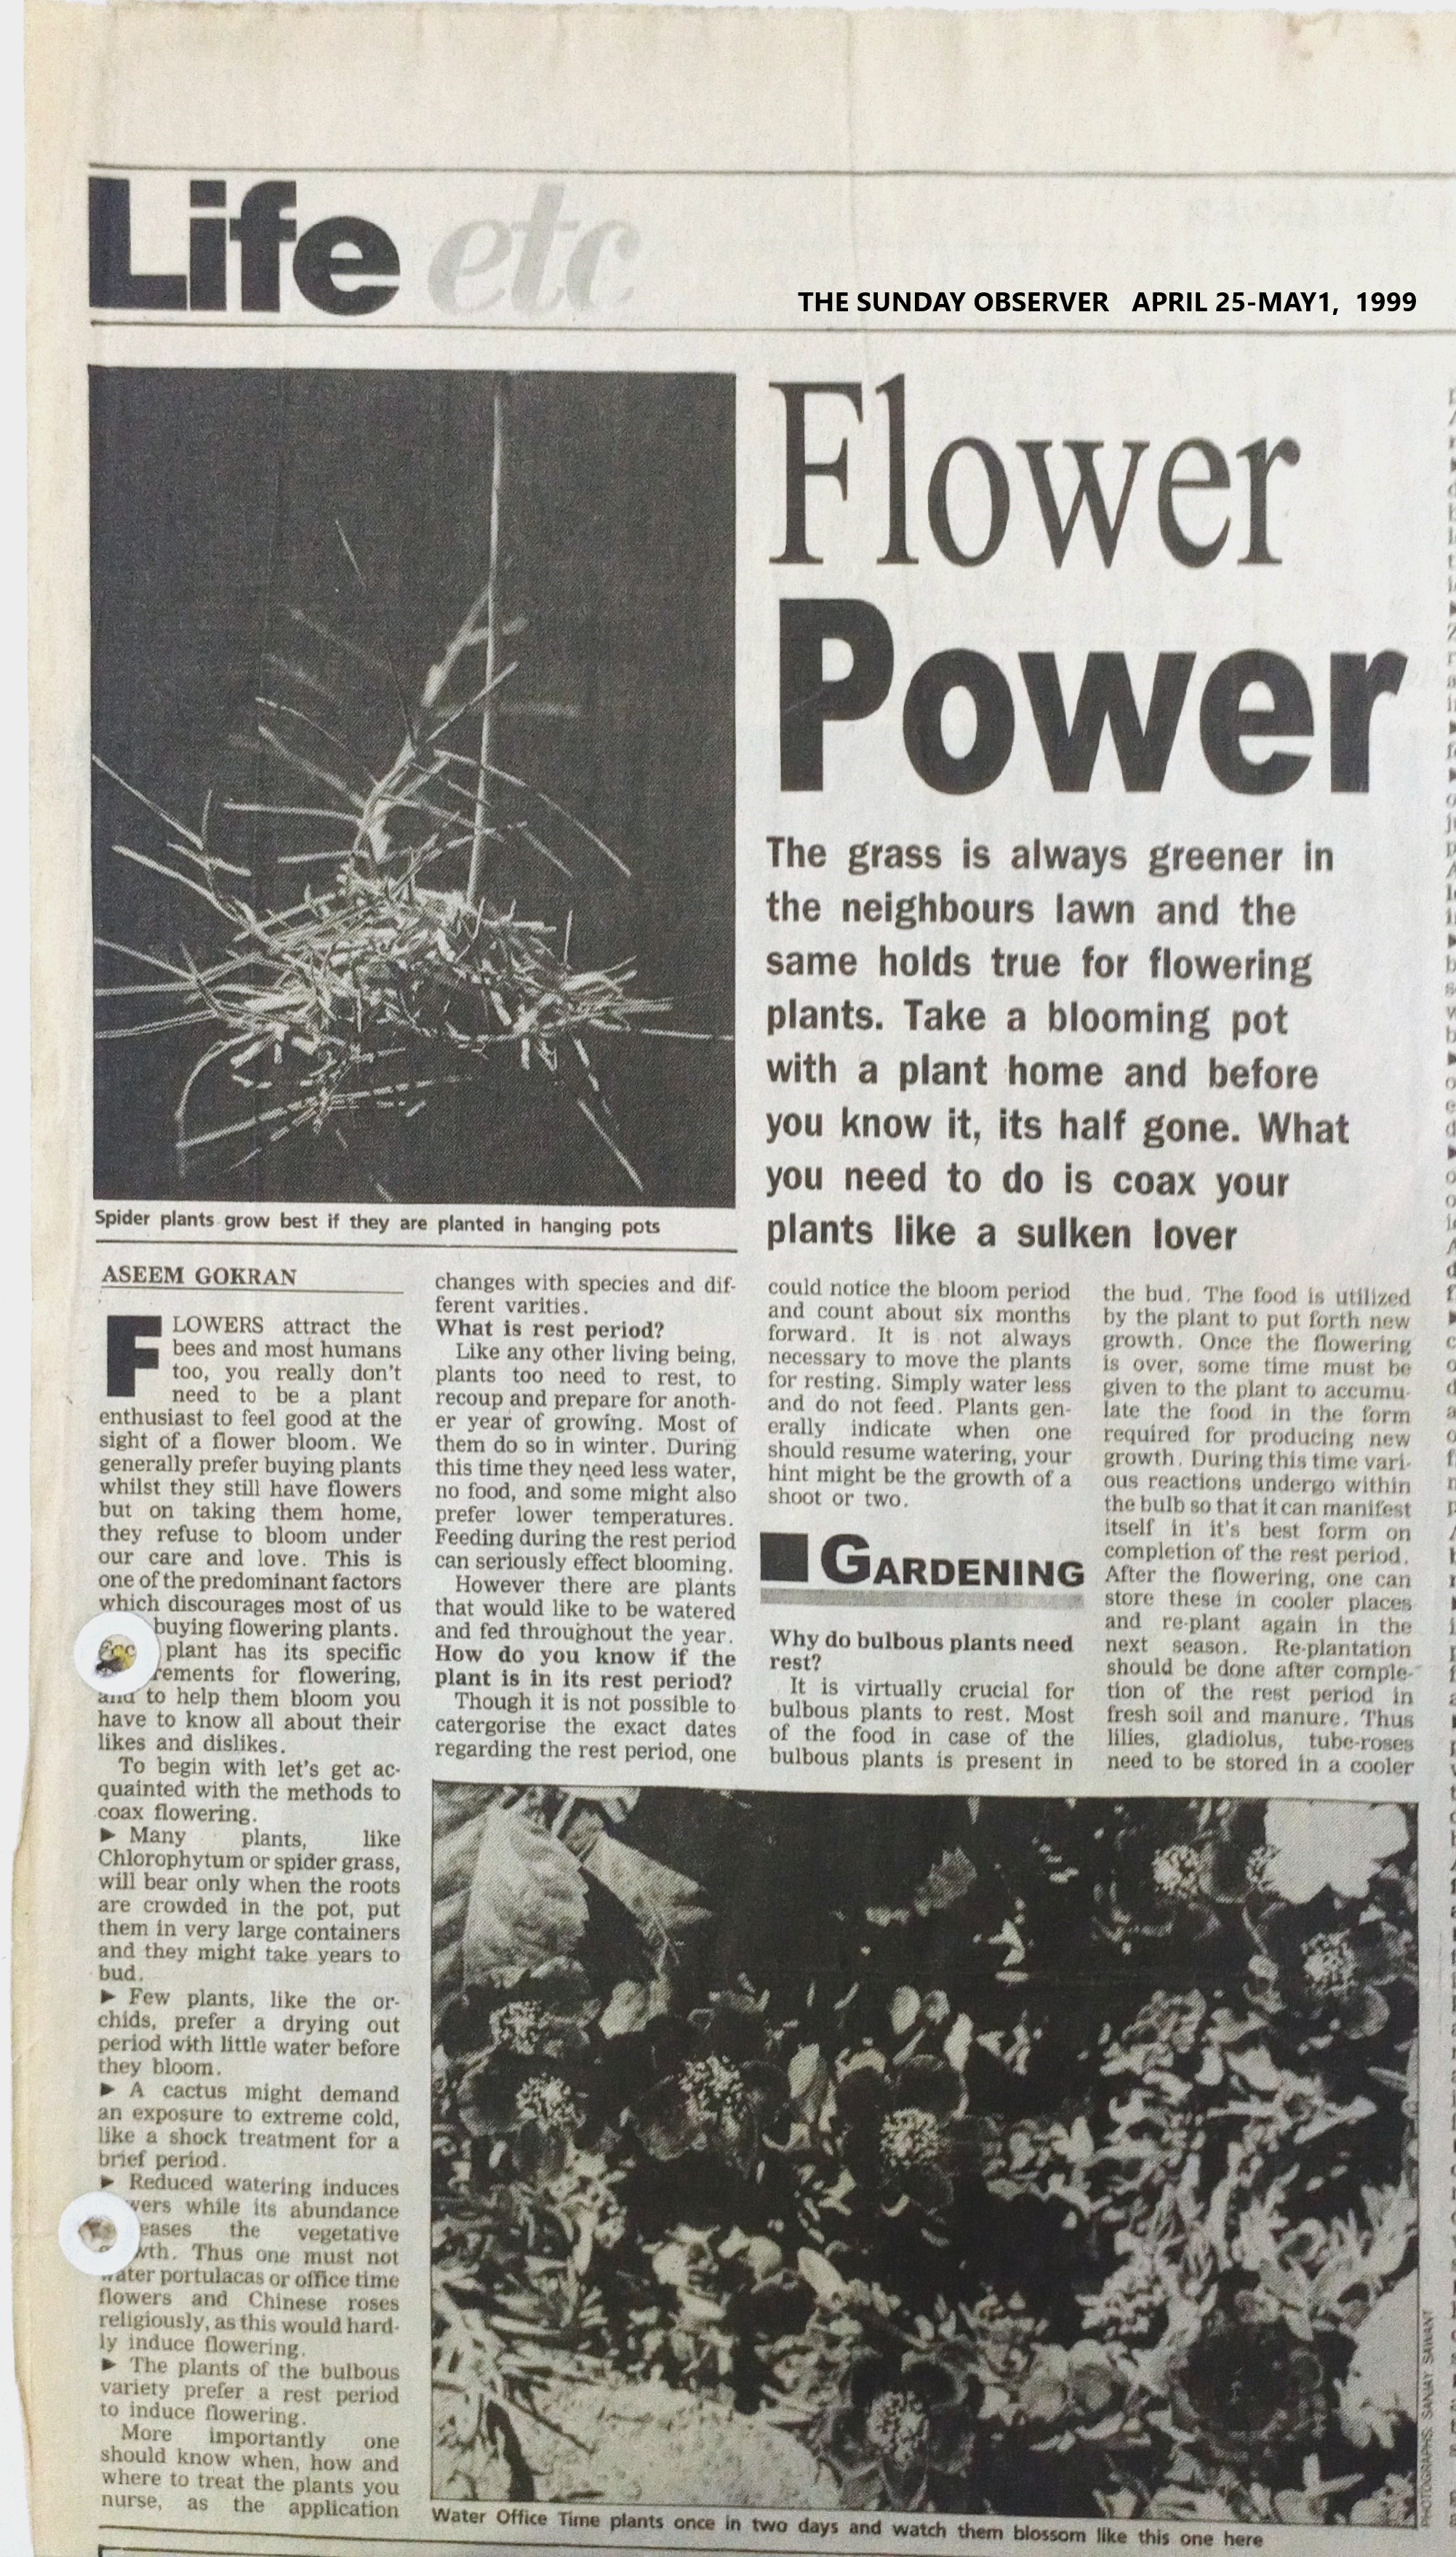 Life etc
THE SUNDAY OBSERVER APRIL 25-MAY1, 1999
Flower
Power
The grass is always greener in
the neighbours lawn and the
same holds true for flowering
plants. Take a blooming pot
with a plant home and before
you know it, its half gone. What
you need to do is coax your
plants like a sulken lover
Spider plants grow best if they are planted in hanging pots
ASEEM GOKRAN
FLOWERS attract the
bees and most humans
too, you really don't
need to be a plant
enthusiast to feel good at the
sight of a flower bloom. We
generally prefer buying plants
whilst they still have flowers
but on taking them home,
they refuse to bloom under
our care and love. This is
one of the predominant factors
which discourages most of us
buying flowering plants.
plant has its specific
rements for flowering,
and to help them bloom you
have to know all about their
likes and dislikes.
To begin with let's get ac-
quainted with the methods to
coax flowering.
▶ Many plants, like
Chlorophytum or spider grass,
will bear only when the roots
are crowded in the pot, put
them in very large containers
and they might take years to
bud.
▶ Few plants, like the or-
chids, prefer a drying out
period with little water before
they bloom.
▶ A cactus might demand
an exposure to extreme cold,
like a shock treatment for a
brief period.
▶ Reduced watering induces
wers while its abundance
eases the vegetative
wth. Thus one must not
water portulacas or office time
flowers and Chinese roses
religiously, as this would hard-
ly induce flowering.
▶ The plants of the bulbous
variety prefer a rest period
to induce flowering.
More importantly one
should know when, how and
where to treat the plants you
nurse, as the application
changes with species and dif-
ferent varities.
What is rest period?
Like any other living being,
plants too need to rest, to
recoup and prepare for anoth-
er year of growing. Most of
them do so in winter. During
this time they need less water,
no food, and some might also
prefer lower temperatures.
Feeding during the rest period
can seriously effect blooming.
However there are plants
that would like to be watered
and fed throughout the year.
How do you know if the
plant is in its rest period?
Though it is not possible to
catergorise the exact dates
regarding the rest period, one
could notice the bloom period
and count about six months
forward. It is not always
necessary to move the plants
for resting. Simply water less
and do not feed. Plants gen-
erally indicate when one
should resume watering, your
hint might be the growth of a
shoot or two.
GARDENING
Why do bulbous plants need
rest?
It is virtually crucial for
bulbous plants to rest. Most
of the food in case of the
bulbous plants is present in
the bud. The food is utilized
by the plant to put forth new
growth. Once the flowering
is over, some time must be
given to the plant to accumu-
late the food in the form
required for producing new
growth. During this time vari-
ous reactions undergo within
the bulb so that it can manifest
itself in it's best form on
completion of the rest period.
After the flowering, one can
store these in cooler places
and re-plant again in the
next season. Re-plantation
should be done after comple-
tion of the rest period in
fresh soil and manure. Thus
lilies, gladiolus, tube-roses
need to be stored in a cooler
PHOTOGRAPHS: SANJAY SAWANT
Water Office Time plants once in two days and watch them blossom like this one here